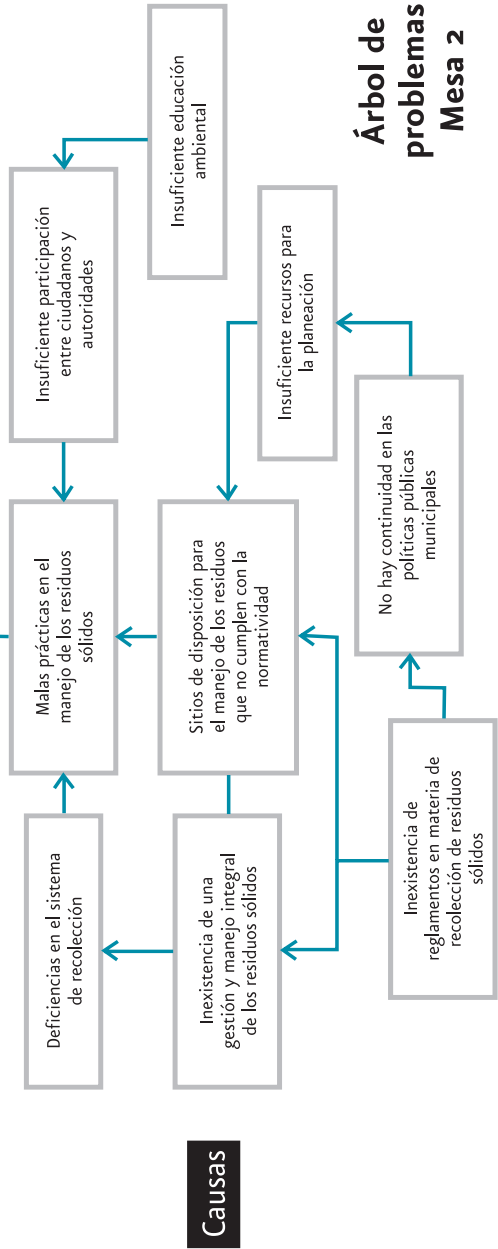 Árbol de
problemas
Mesa 2
Causas
Deficiencias en el sistema
de recolección
Malas prácticas en el
manejo de los residuos
sólidos
Insuficiente participación
entre ciudadanos y
autoridades
Insuficiente educación
ambiental
Inexistencia de una
gestión y manejo integral
de los residuos sólidos
Sitios de disposición para
el manejo de los residuos
que no cumplen con la
normatividad
Insuficiente recursos para
la planeación
Inexistencia de
reglamentos en materia de
recolección de residuos
sólidos
No hay continuidad en las
políticas públicas
municipales